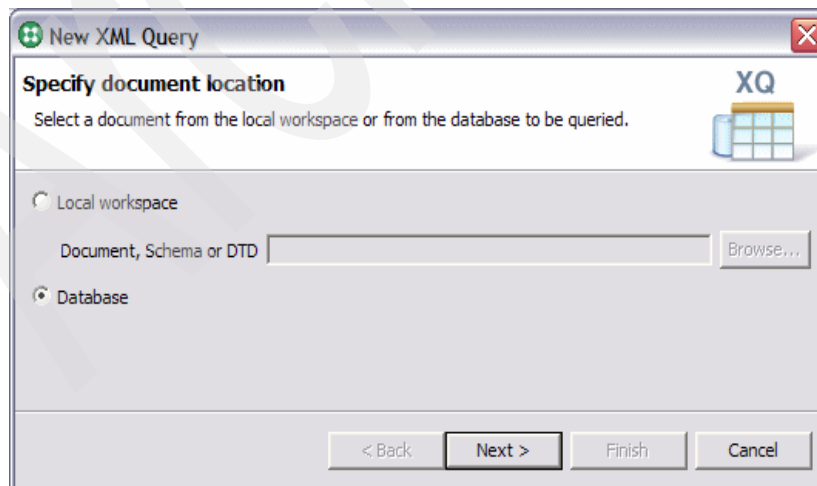 New XML Query
Specify document location
XQ
Select a document from the local workspace or from the database to be queried.
Local workspace
Document, Schema or DTD
Browse...
Database
< Back
Next >
Finish
Cancel